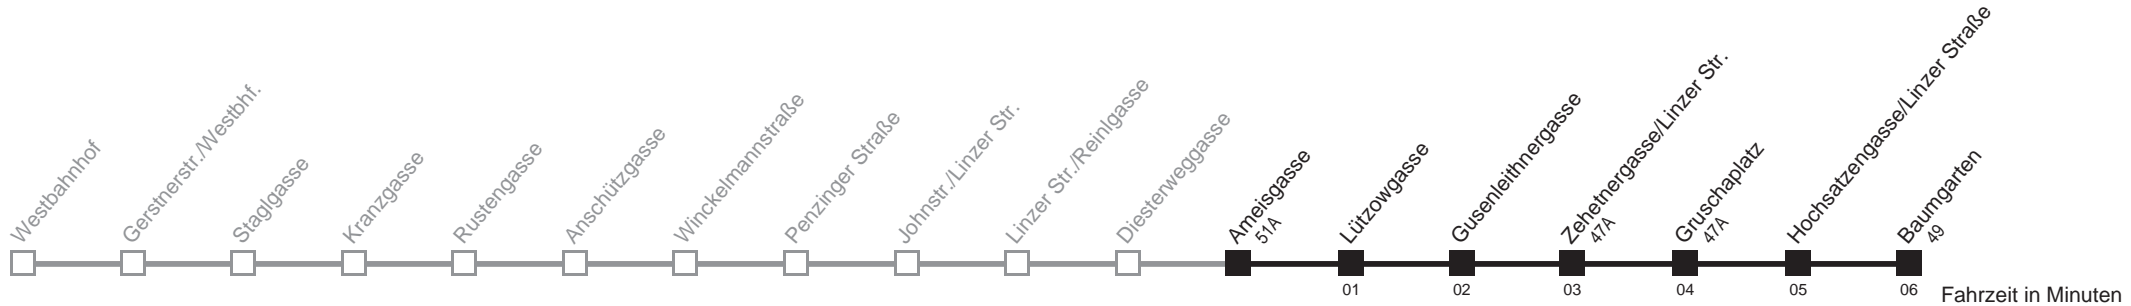 Westbahnhof
Gerstnerstr./Westbhf.
Staglgasse
Kranzgasse
Rustengasse
Anschützgasse
Winckelmannstraße
Penzinger Straße
Johnstr./Linzer Str.
Linzer Str./Reinlgasse
Diesterweggasse
Ameisgasse
51A
Lützowgasse
Gusenleithnergasse
Zehetnergasse/Linzer Str.
47A
Gruschaplatz
47A
Hochsatzengasse/Linzer Straße
Baumgarten
49
01 02 03 04 05 06 Fahrzeit in Minuten